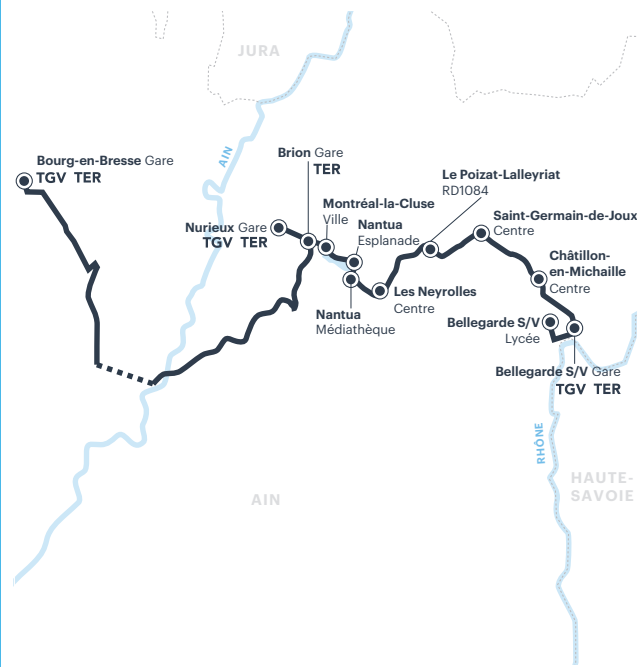 JURA
AIN
Bourg-en-Bresse Gare
TGV TER
Brion Gare
TER
Le Poizat-Lalleyriat
RD1084
Montréal-la-Cluse
Ville
Saint-Germain-de-Joux
Centre
Nurieux Gare
TGV TER
Nantua
Esplanade
Châtillon-
en-Michaille
Centre
Les Neyrolles
Centre
Nantua
Médiathèque
Bellegarde S/V
Lycée
Bellegarde S/V Gare
TGV TER
RHÔNE
HAUTE-
SAVOIE
AIN